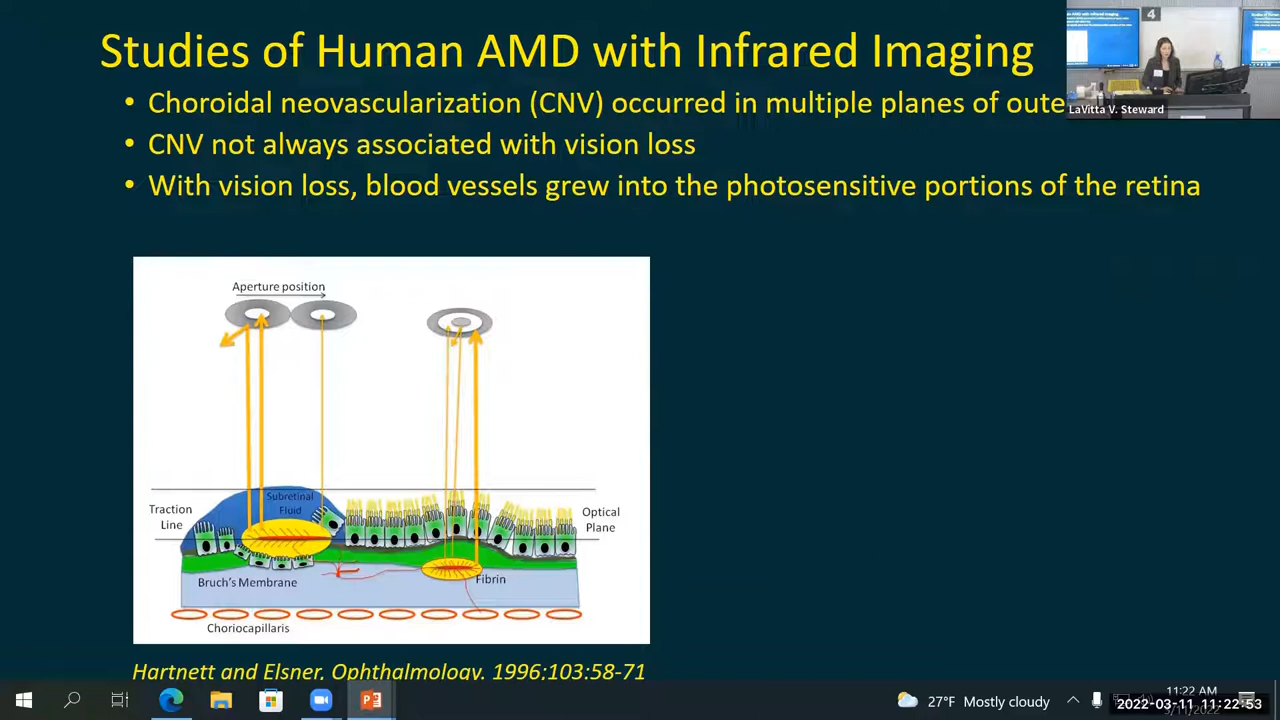 Studies of Human AMD with Infrared Imaging
4
LaVitta V. Steward
• Choroidal neovascularization (CNV) occurred in multiple planes of oute
• CNV not always associated with vision loss
• With vision loss, blood vessels grew into the photosensitive portions of the retina
Aperture position
Subretinal
Fluid
Traction
Line
Optical
Plane
Bruch's Membrane
Fibrin
Choriocapillaris
Hartnett and Elsner, Ophthalmology, 1996;103:58-71
27°F Mostly cloudy
11:22 AM
2022-03-11 11:22:53